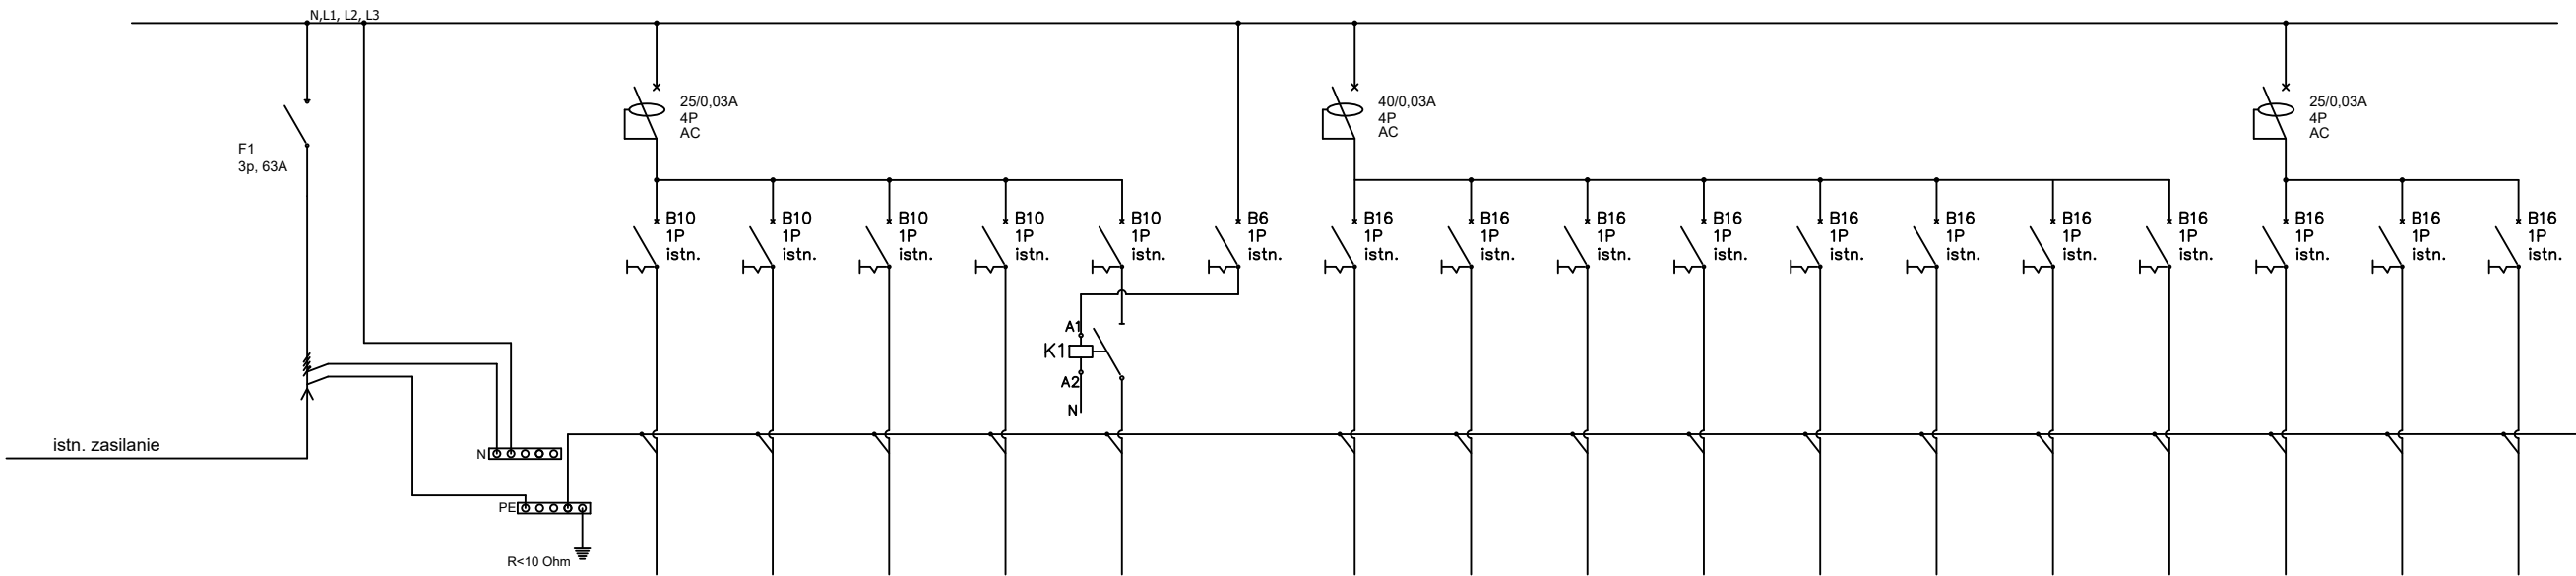 N,L1, L2, L3
F1
3p, 63A
25/0,03A
4P
AC
40/0,03A
4P
AC
25/0,03A
4P
AC
B10
1P
istn.
B10
1P
istn.
B10
1P
istn.
B10
1P
istn.
B10
1P
istn.
B6
1P
istn.
B16
1P
istn.
B16
1P
istn.
B16
1P
istn.
B16
1P
istn.
B16
1P
istn.
B16
1P
istn.
B16
1P
istn.
B16
1P
istn.
B16
1P
istn.
B16
1P
istn.
B16
1P
istn.
A1
K1
A2
N
istn. zasilanie
N
PE
R<10 Ohm